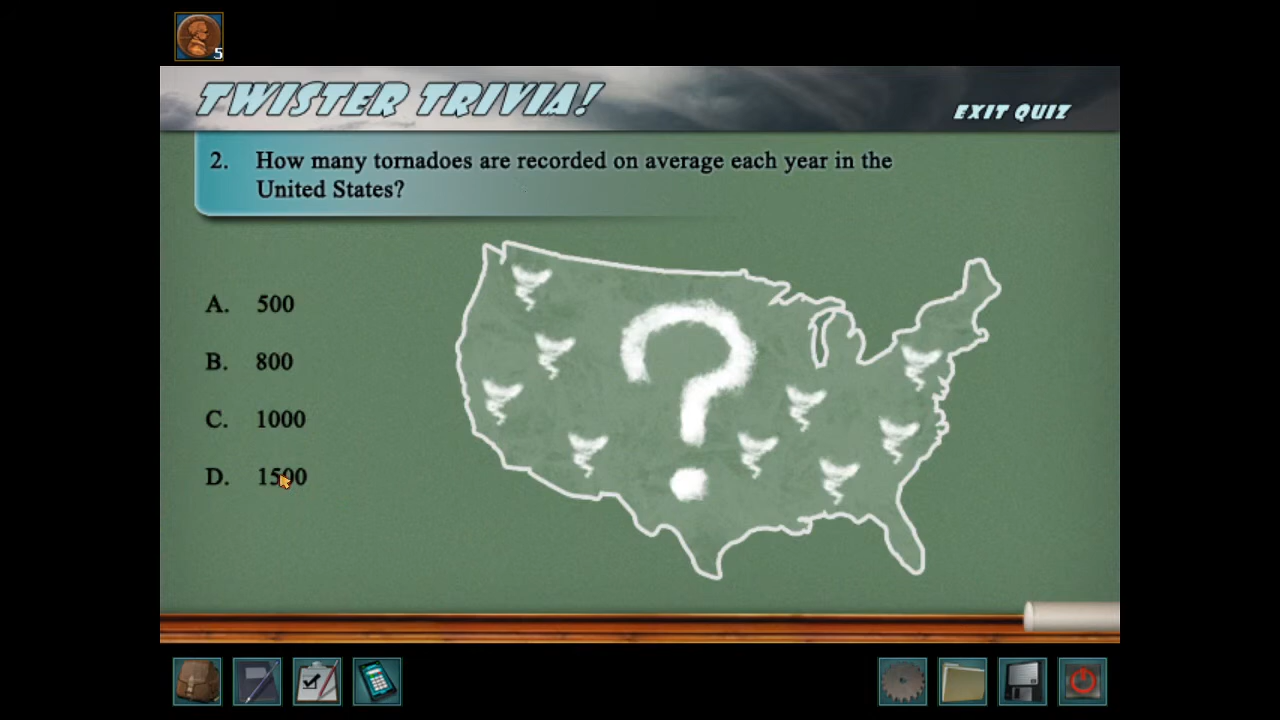 5
TWISTER TRIVIA!
EXIT QUIZ
2. How many tornadoes are recorded on average each year in the
United States?
A. 500
B. 800
C. 1000
D. 1500